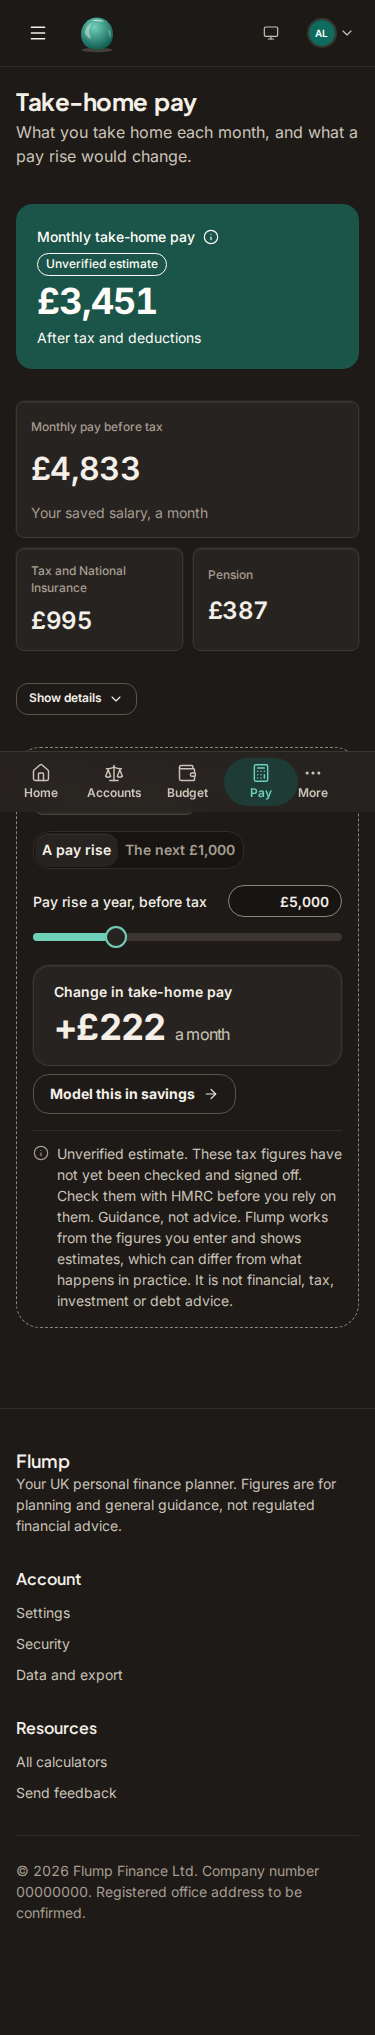 AL
Take-home pay
What you take home each month, and what a
pay rise would change.
Monthly take-home pay
Unverified estimate
£3,451
After tax and deductions
Monthly pay before tax
£4,833
Your saved salary, a month
Tax and National
Insurance
£995
Pension
£387
Show details
Home
Accounts
Budget
Pay
More
A pay rise
The next £1,000
Pay rise a year, before tax
£5,000
Change in take-home pay
+£222 a month
Model this in savings
Unverified estimate. These tax figures have
not yet been checked and signed off.
Check them with HMRC before you rely on
them. Guidance, not advice. Flump works
from the figures you enter and shows
estimates, which can differ from what
happens in practice. It is not financial, tax,
investment or debt advice.
Flump
Your UK personal finance planner. Figures are for
planning and general guidance, not regulated
financial advice.
Account
Settings
Security
Data and export
Resources
All calculators
Send feedback
© 2026 Flump Finance Ltd. Company number
00000000. Registered office address to be
confirmed.